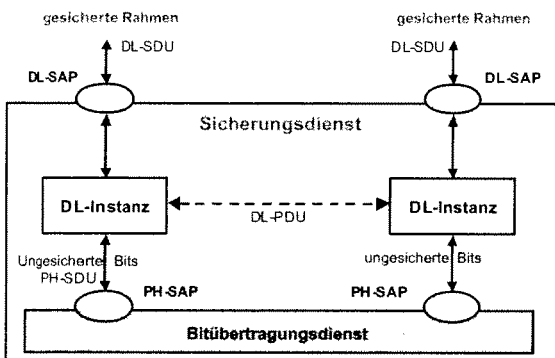 gesicherte Rahmen
gesicherte Rahmen
DL-SDU
DL-SDU
DL-SAP
DL-SAP
Sicherungsdienst
DL-Instanz
DL-PDU
DL-Instanz
Ungesicherte Bits
PH-SDU
ungesicherte Bits
PH-SAP
PH-SAP
Bitübertragungsdienst